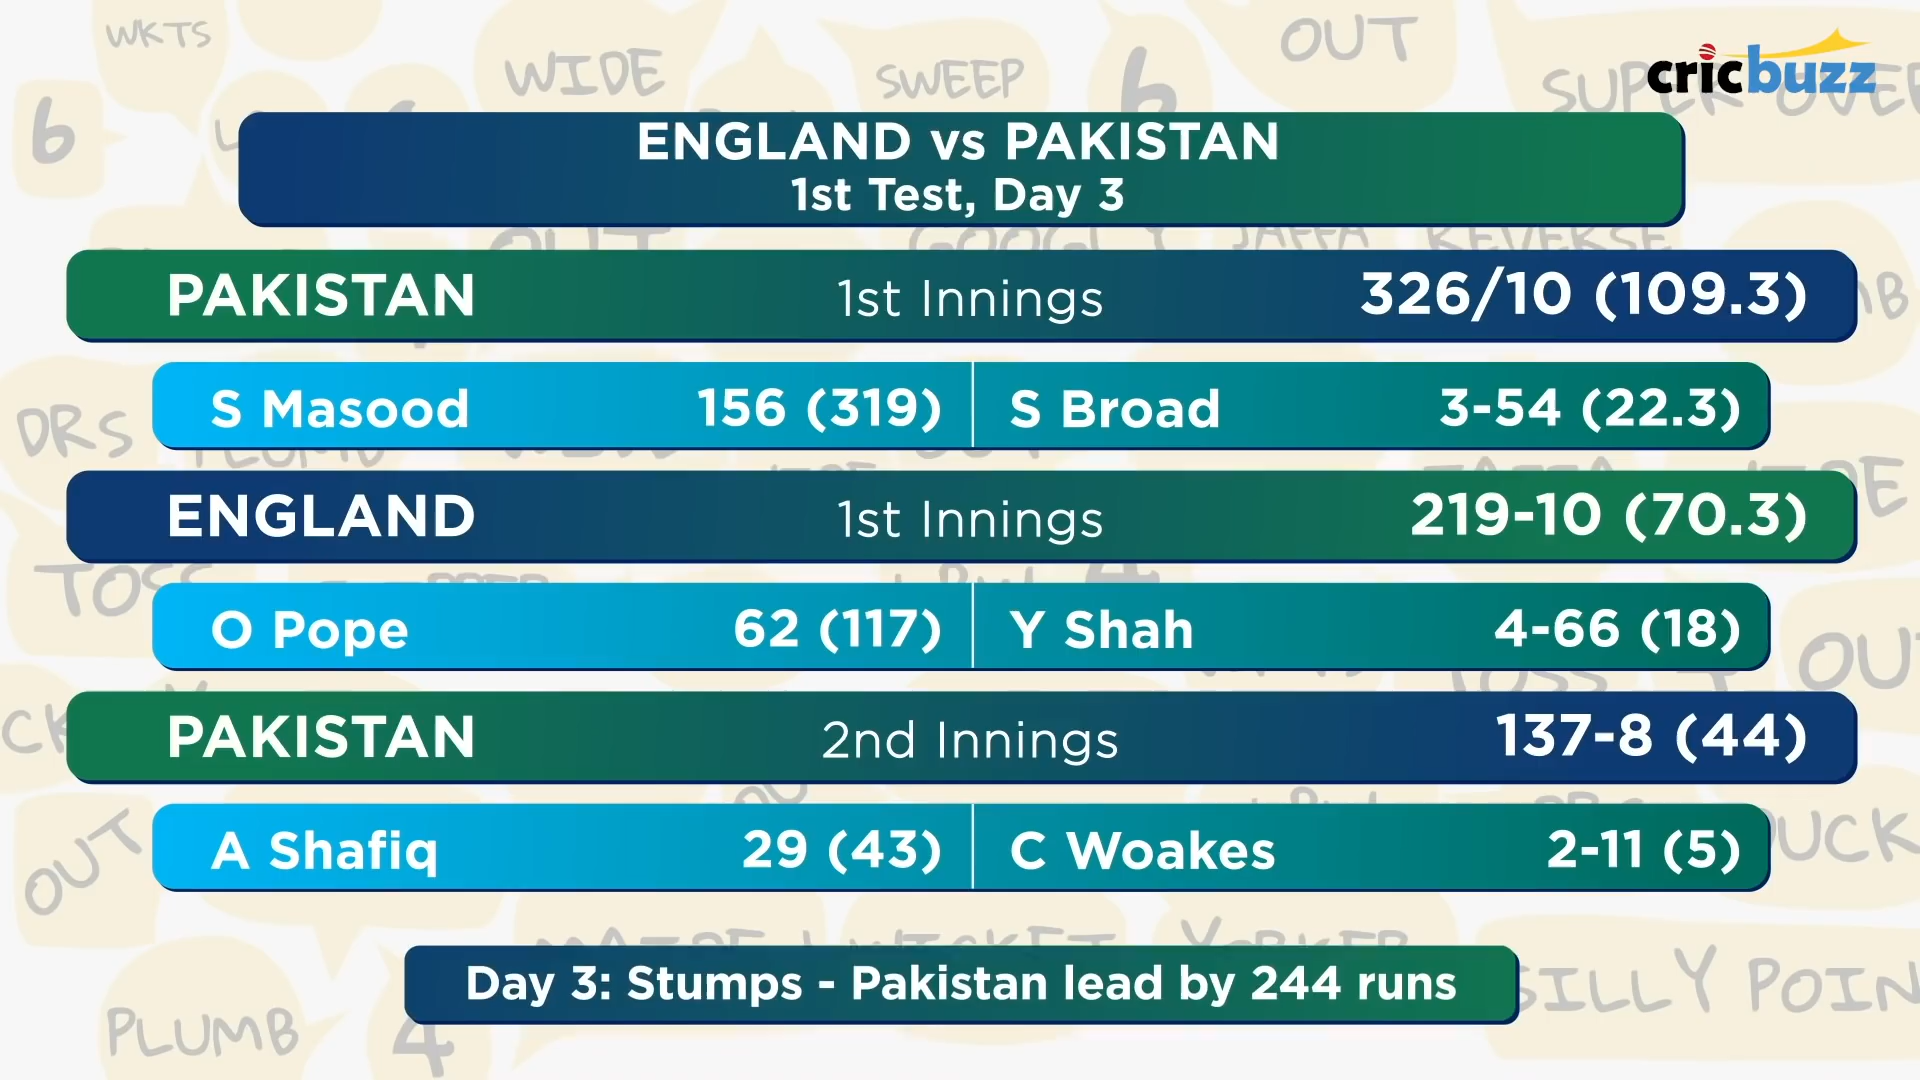 WKTS
WIDE
SWEEP
6
OUT
cricbuzz
6
ENGLAND vs PAKISTAN
1st Test, Day 3
PAKISTAN 1st Innings 326/10 (109.3)
S Masood 156 (319) S Broad 3-54 (22.3)
DRS
ENGLAND 1st Innings 219-10 (70.3)
O Pope 62 (117) Y Shah 4-66 (18)
PAKISTAN 2nd Innings 137-8 (44)
A Shafiq 29 (43) C Woakes 2-11 (5)
OUT
Day 3: Stumps - Pakistan lead by 244 runs
PLUMB
4